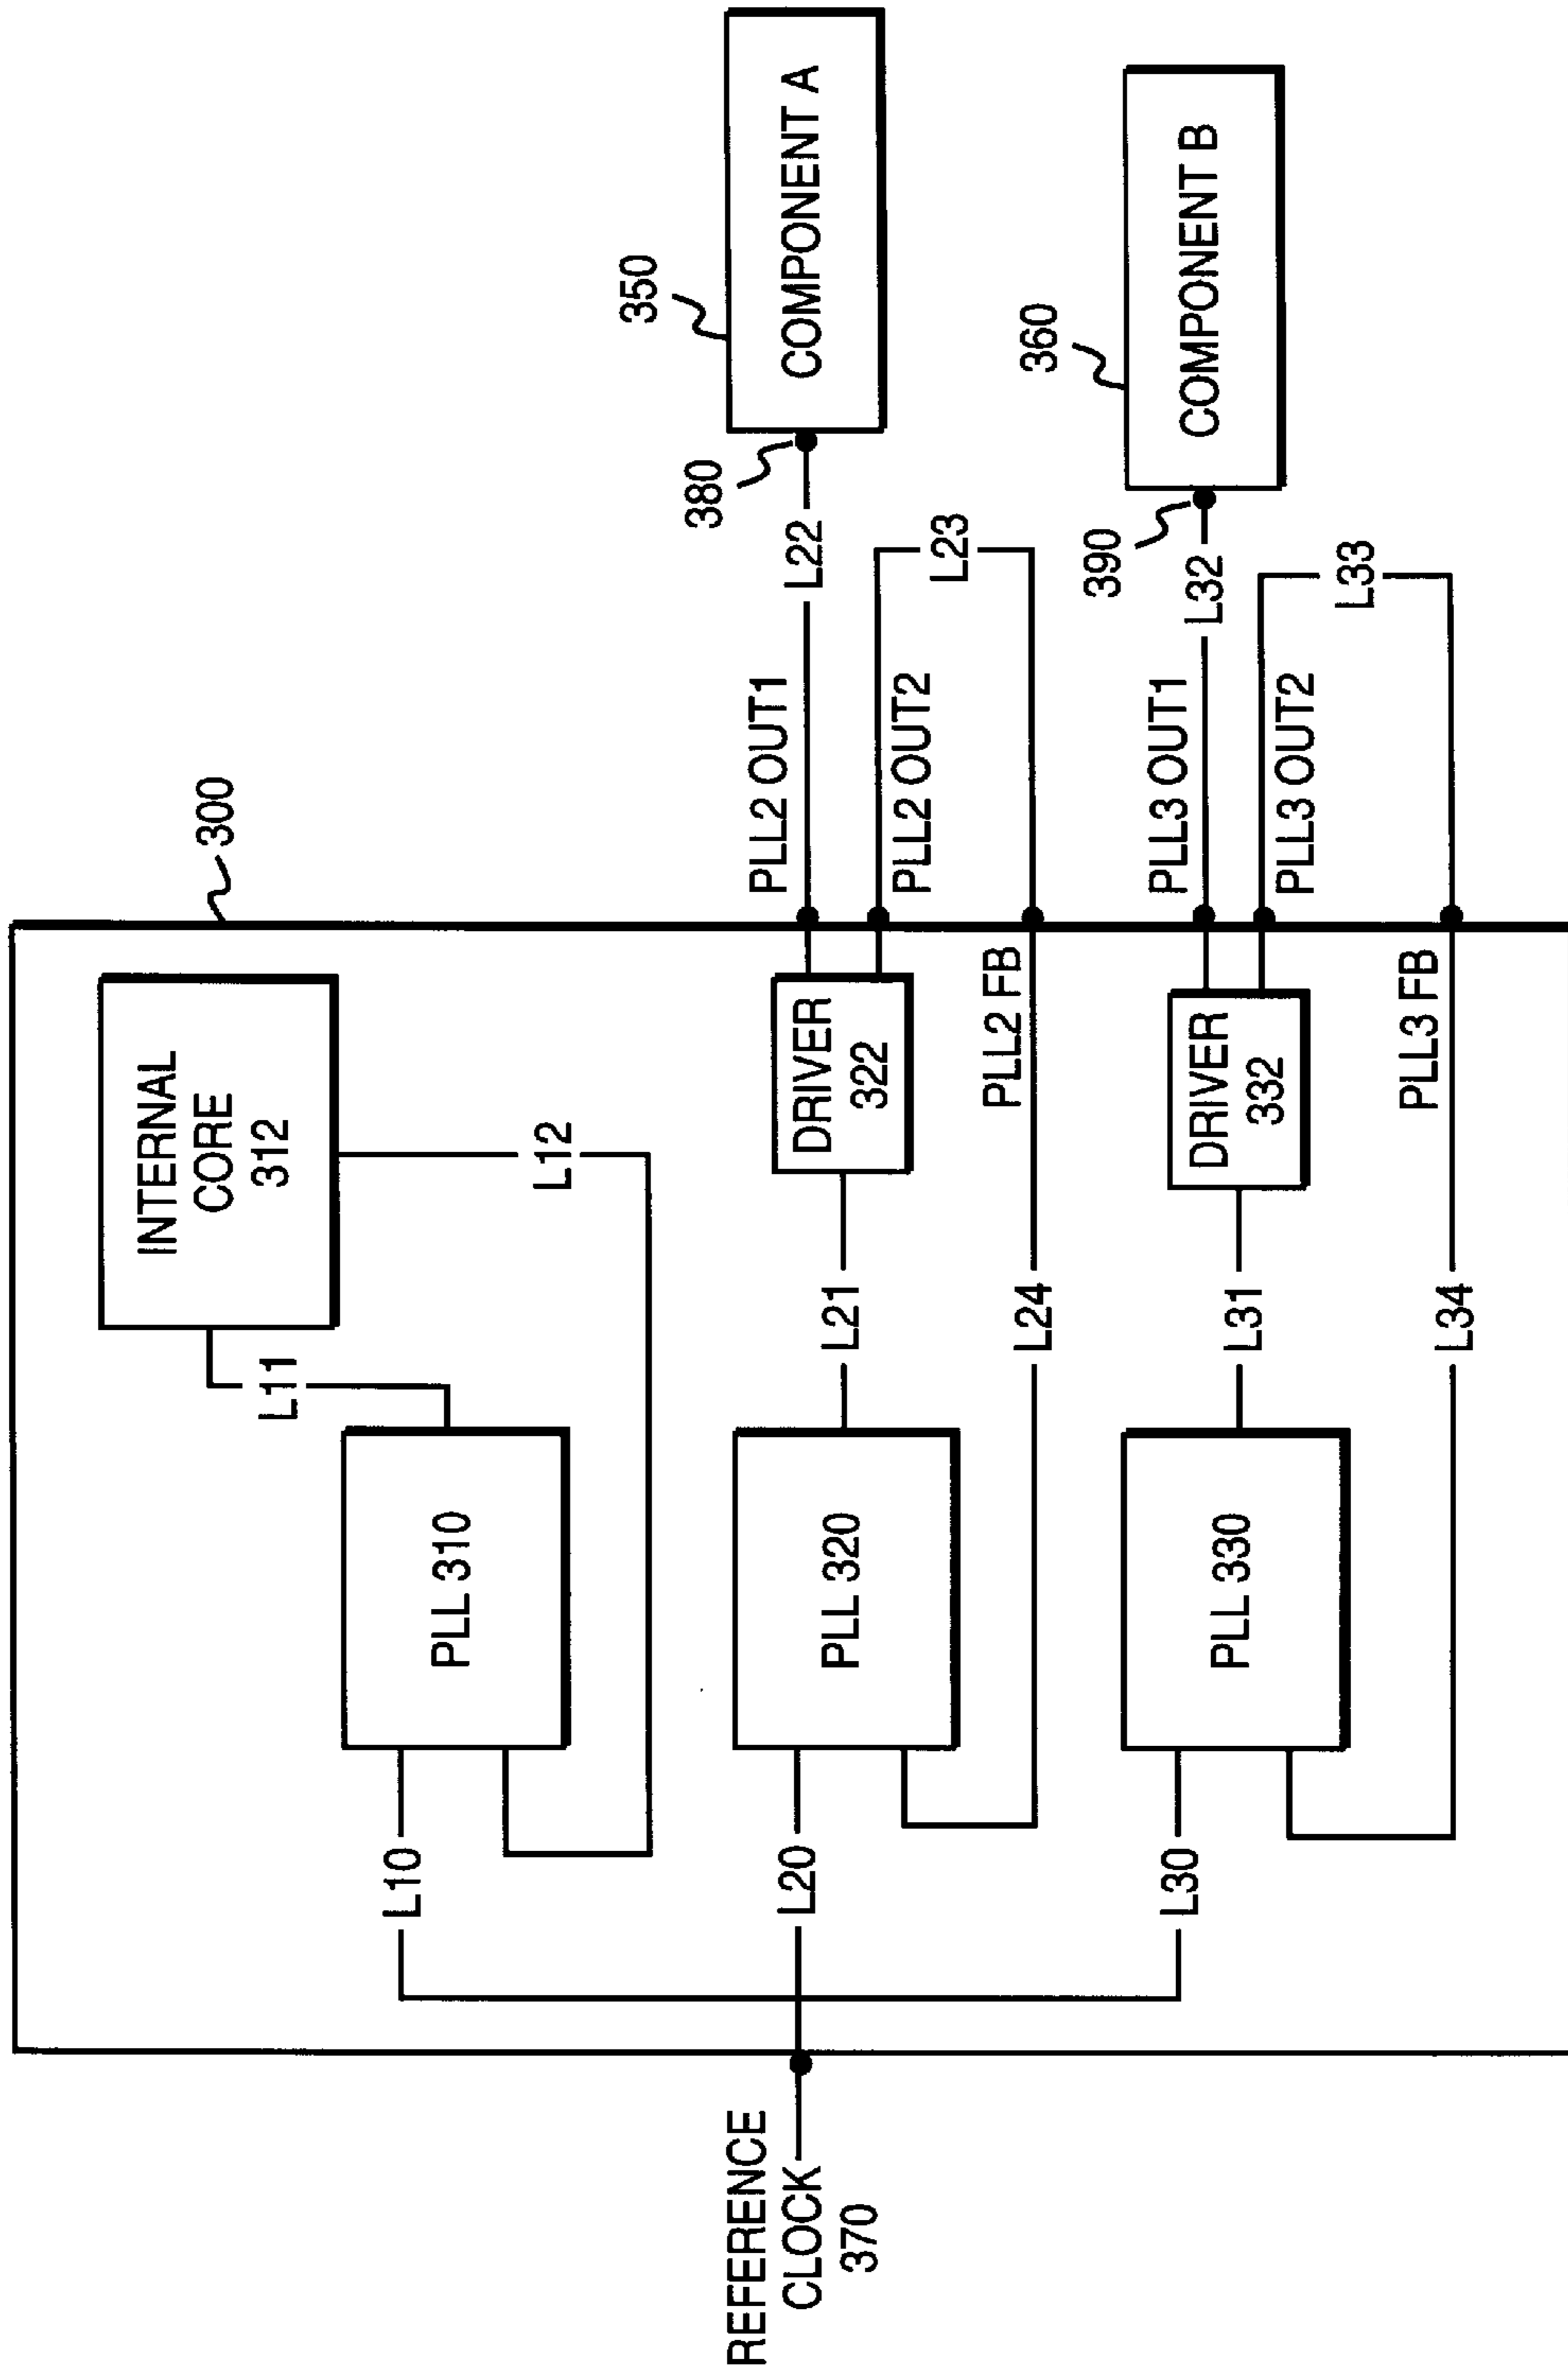 300
INTERNAL
CORE
312
L11
L12
PLL 310
L10
350
COMPONENT A
380
L22
PLL2 OUT1
PLL2 OUT2
L23
DRIVER
322
PLL2 FB
L21
L24
PLL 320
L20
REFERENCE
CLOCK
370
360
COMPONENT B
390
L32
PLL3 OUT1
PLL3 OUT2
L33
DRIVER
332
PLL3 FB
L31
L34
PLL 330
L30